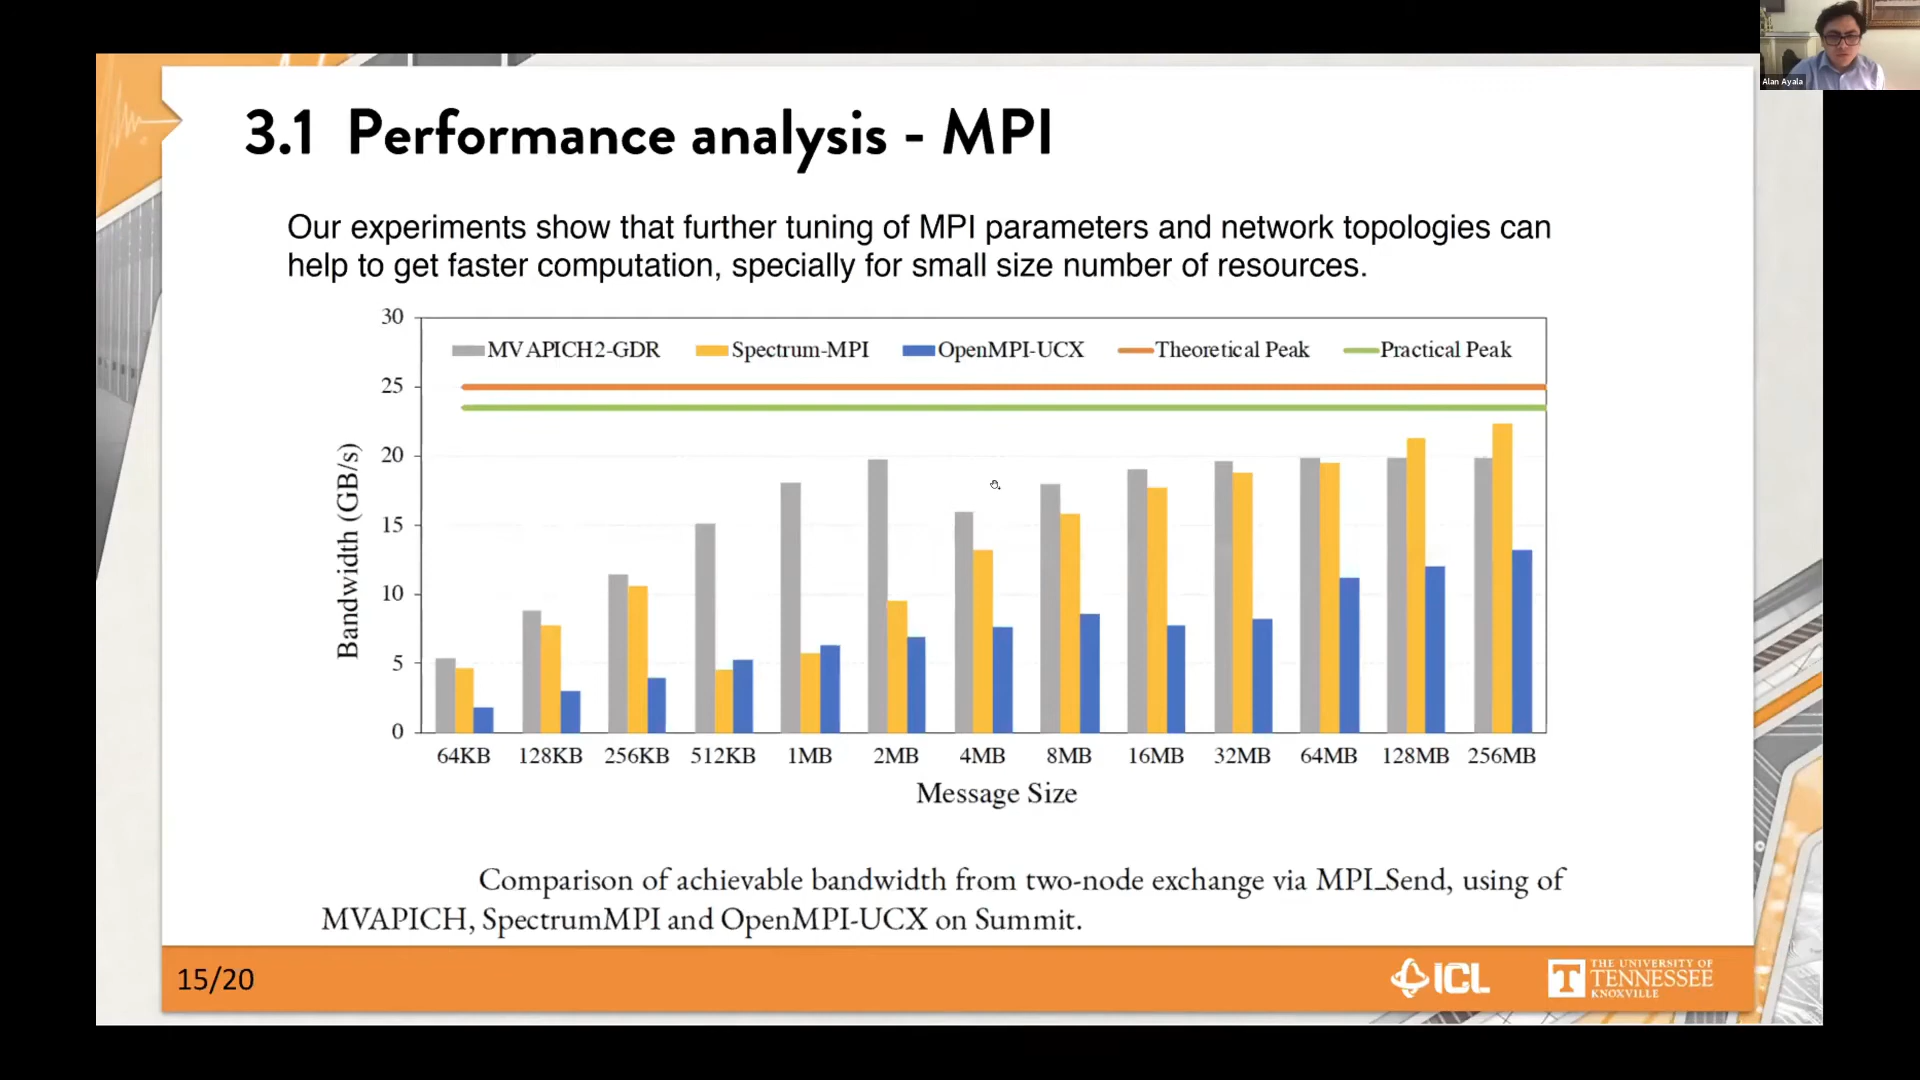 Alan Ayala
3.1 Performance analysis - MPI
Our experiments show that further tuning of MPI parameters and network topologies can
help to get faster computation, specially for small size number of resources.
MVAPICH2-GDR Spectrum-MPI OpenMPI-UCX Theoretical Peak Practical Peak
30
25
20
15
10
5
0
Bandwidth (GB/s)
64KB 128KB 256KB 512KB 1MB 2MB 4MB 8MB 16MB 32MB 64MB 128MB 256MB
Message Size
Comparison of achievable bandwidth from two-node exchange via MPI_Send, using of
MVAPICH, SpectrumMPI and OpenMPI-UCX on Summit.
15/20
ICL
T
THE UNIVERSITY OF
TENNESSEE
KNOXVILLE